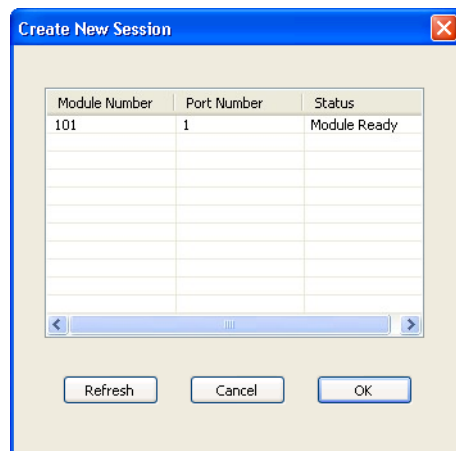 Create New Session
Module Number Port Number Status
101 1 Module Ready
Refresh Cancel OK